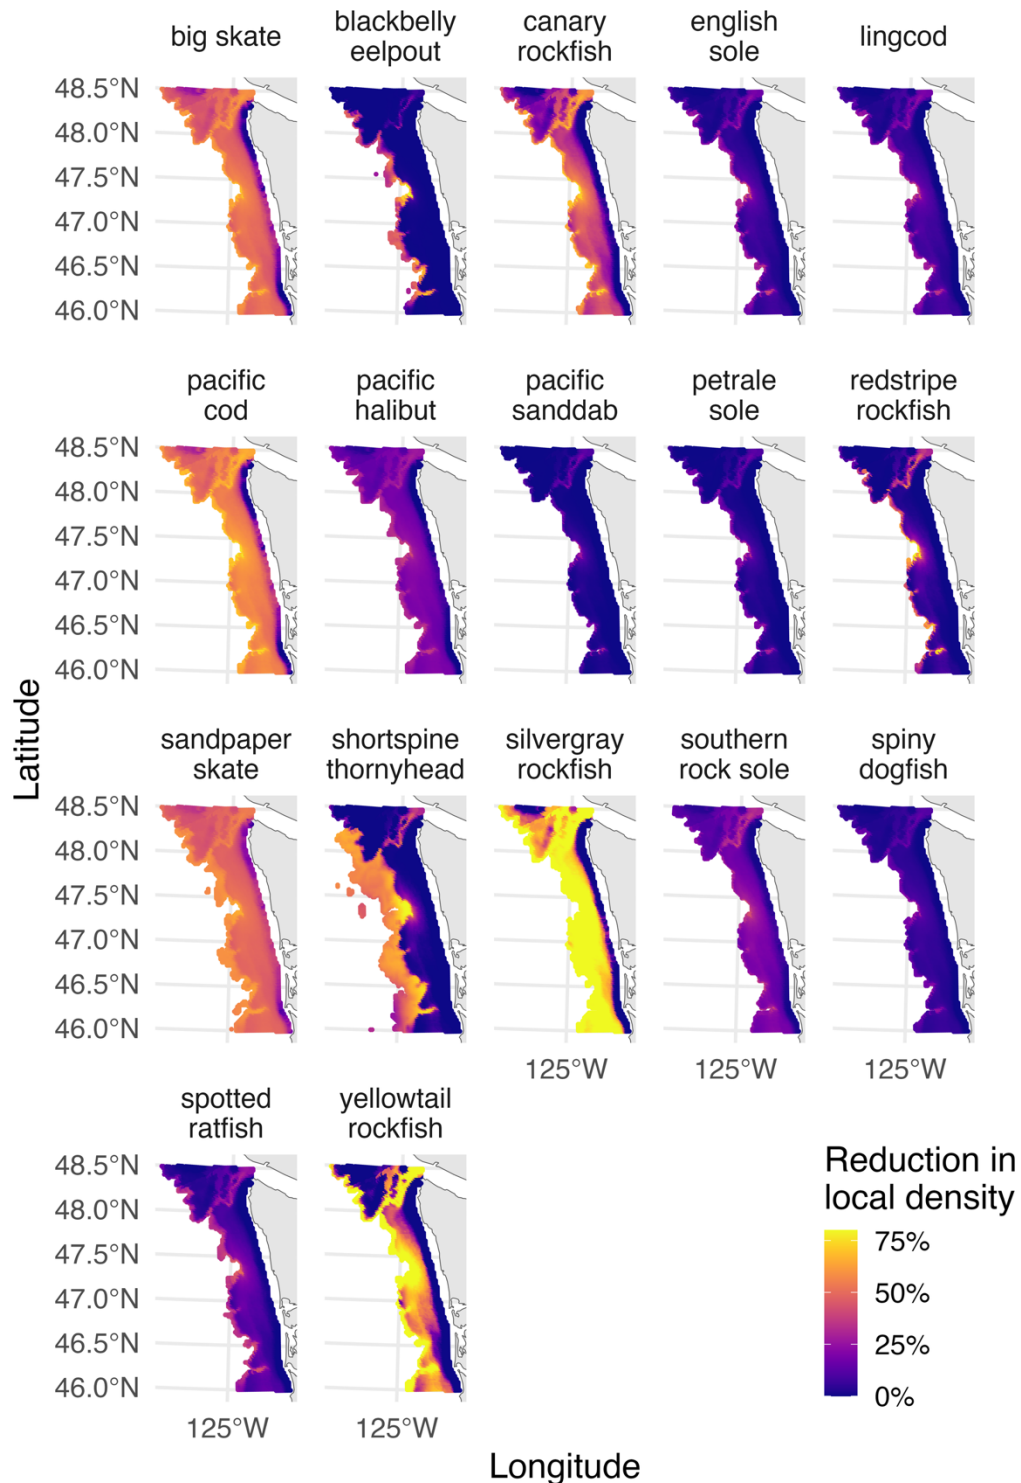 big skate
blackbelly
eelpout
canary
rockfish
english
sole
lingcod
48.5°N
48.0°N
47.5°N
47.0°N
46.5°N
46.0°N
pacific
cod
pacific
halibut
pacific
sanddab
petrale
sole
redstripe
rockfish
48.5°N
48.0°N
47.5°N
47.0°N
46.5°N
46.0°N
Latitude
sandpaper
skate
shortspine
thornyhead
silvergray
rockfish
southern
rock sole
spiny
dogfish
48.5°N
48.0°N
47.5°N
47.0°N
46.5°N
46.0°N
125°W
125°W
125°W
spotted
ratfish
yellowtail
rockfish
48.5°N
48.0°N
47.5°N
47.0°N
46.5°N
46.0°N
125°W
125°W
Reduction in
local density
75%
50%
25%
0%
Longitude